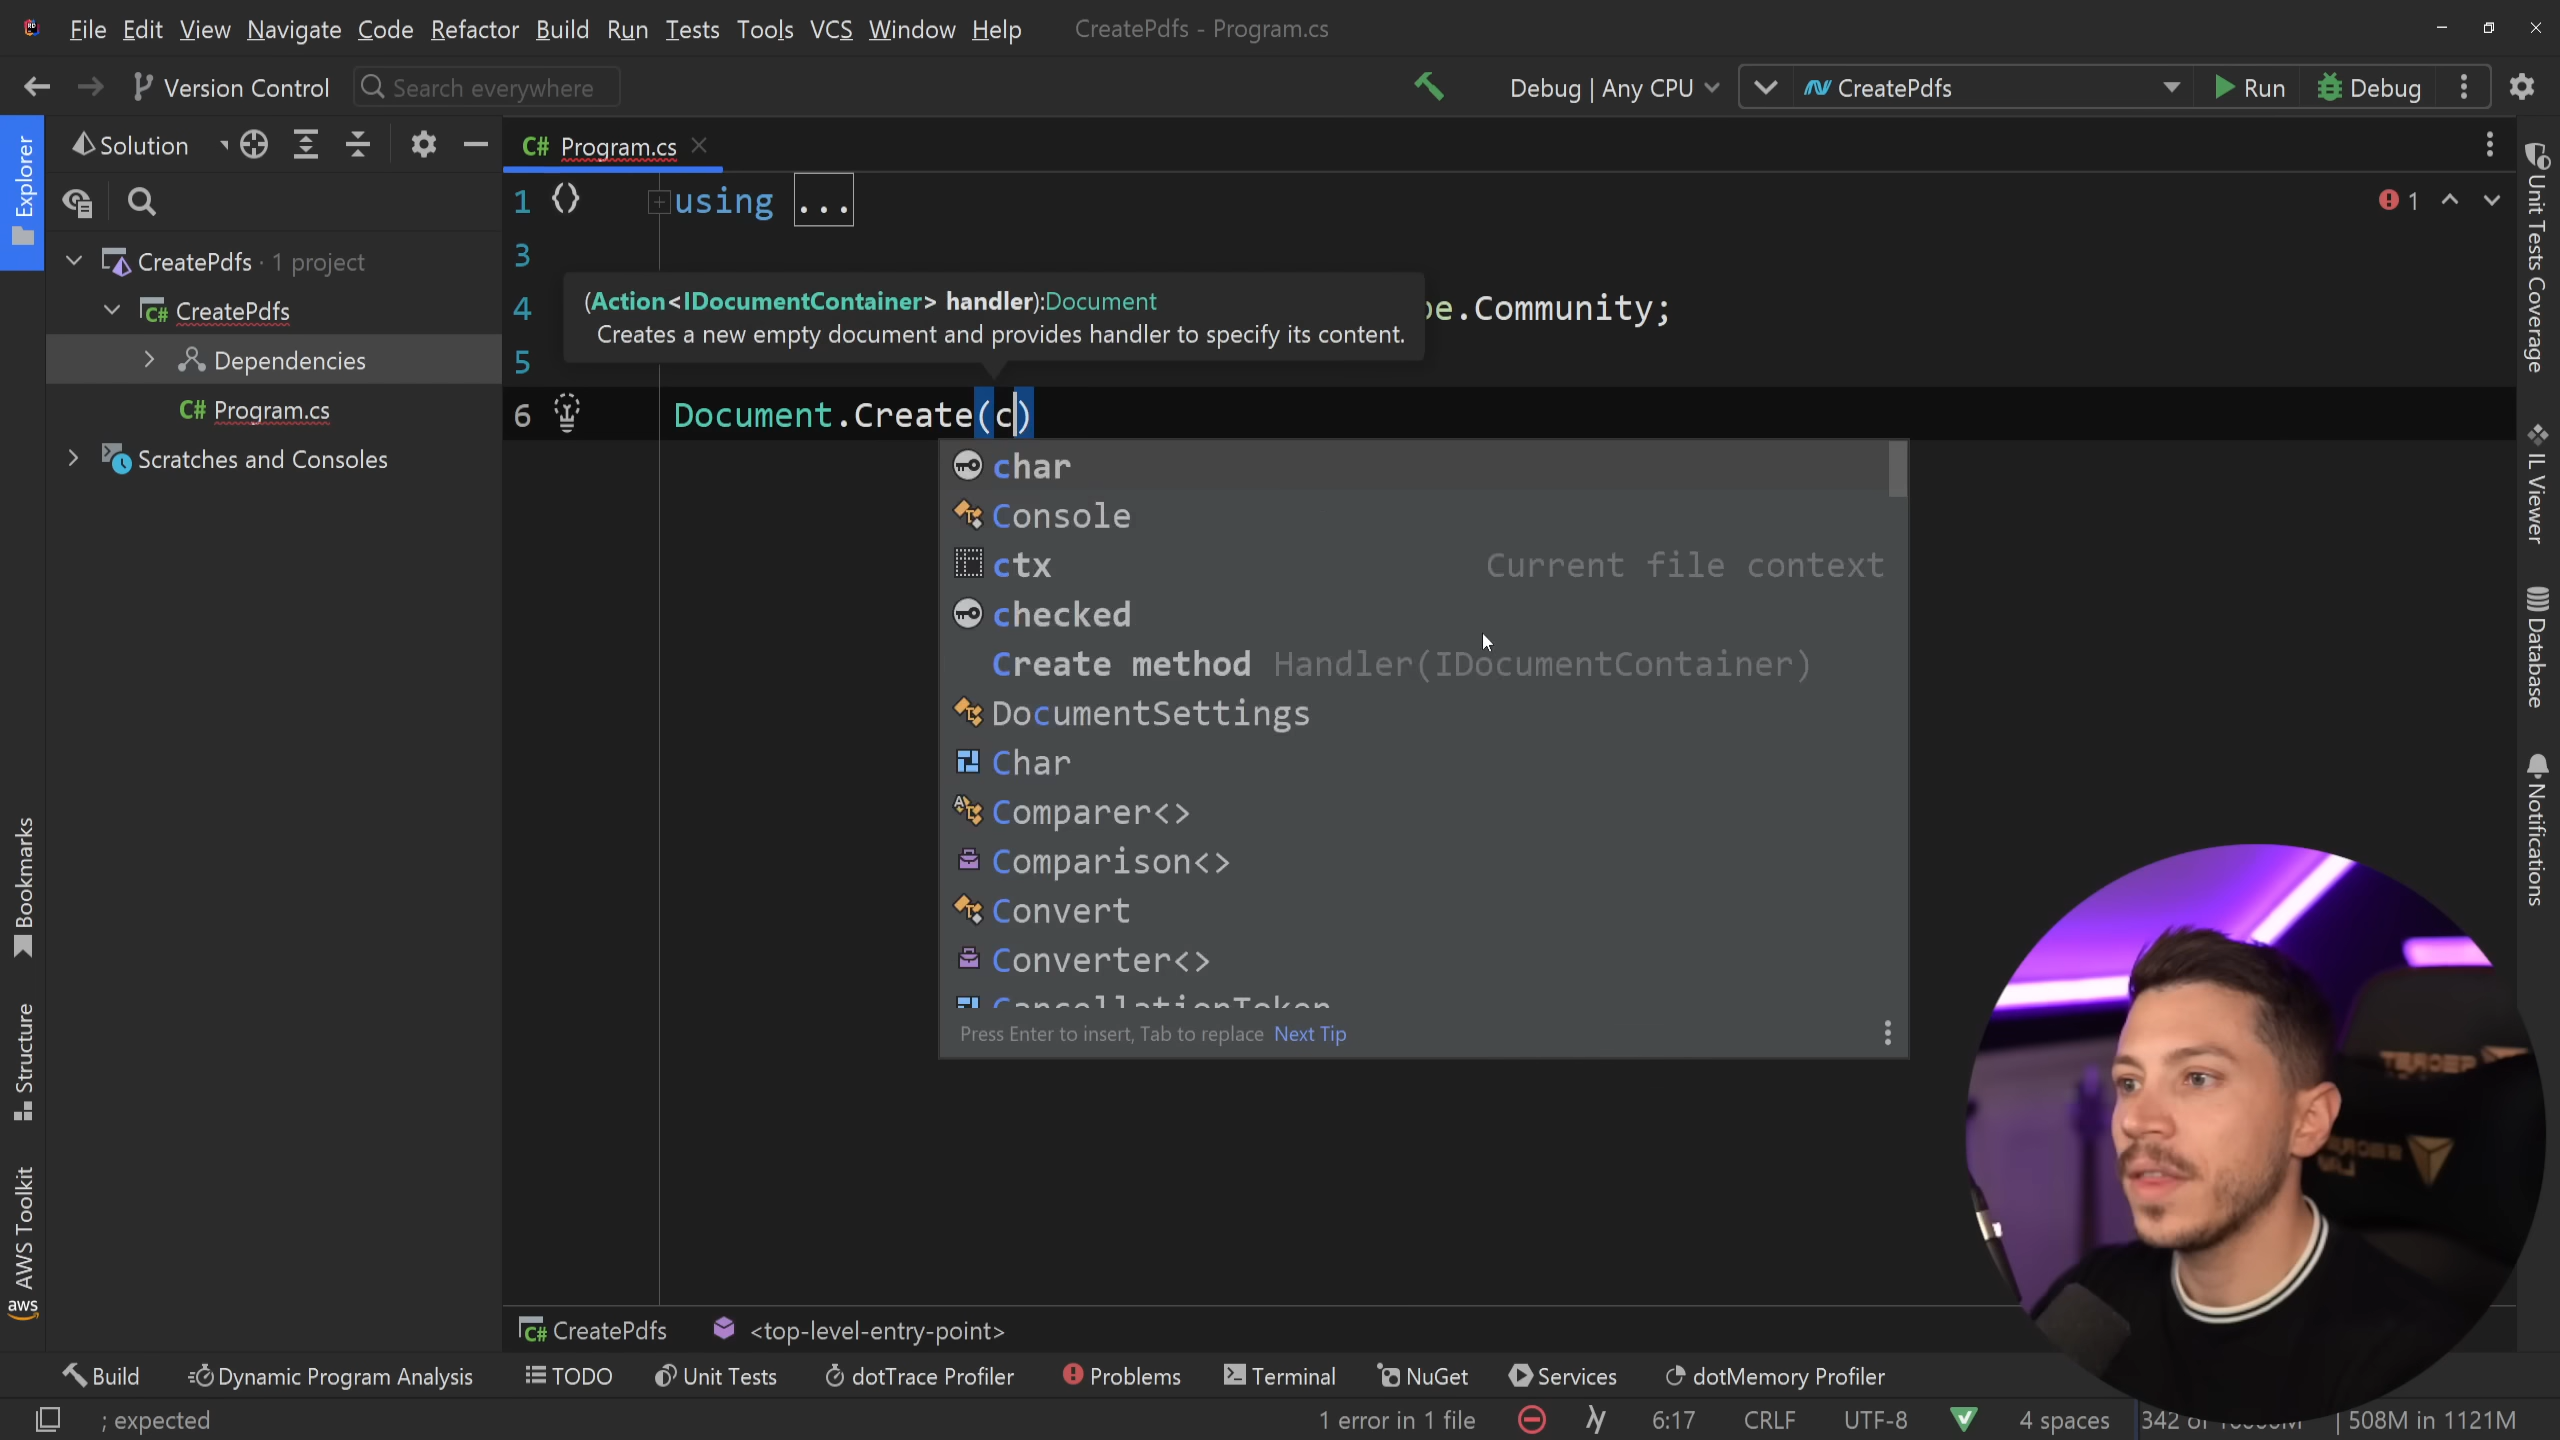 File Edit View Navigate Code Refactor Build Run Tests Tools VCS Window Help CreatePdfs - Program.cs
Version Control Search everywhere Debug | Any CPU CreatePdfs Run Debug
Explorer
Solution
C# Program.cs
1 using ...
1
3
(Action<IDocumentContainer> handler):Document
Creates a new empty document and provides handler to specify its content.
4 pe.Community;
5
6 Document.Create(c)
CreatePdfs · 1 project
C# CreatePdfs
Dependencies
C# Program.cs
Scratches and Consoles
char
Console
ctx Current file context
checked
Create method Handler(IDocumentContainer)
DocumentSettings
Char
Comparer<>
Comparison<>
Convert
Converter<>
CancellationToken
Press Enter to insert, Tab to replace Next Tip
Unit Tests Coverage
IL Viewer
Database
Notifications
Bookmarks
Structure
AWS Toolkit
aws
C# CreatePdfs <top-level-entry-point>
Build Dynamic Program Analysis TODO Unit Tests dotTrace Profiler Problems Terminal NuGet Services dotMemory Profiler
; expected 1 error in 1 file 6:17 CRLF UTF-8 4 spaces 342 of 508M in 1121M